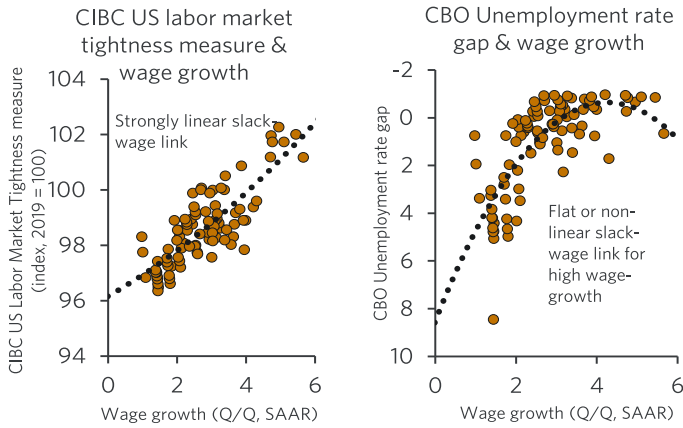 CIBC US labor market
tightness measure &
wage growth
CIBC US Labor Market Tightness measure
(index, 2019 = 100)
104
102
100
98
96
94
Strongly linear slack-
wage link
0
2
4
6
Wage growth (Q/Q, SAAR)
CBO Unemployment rate
gap & wage growth
CBO Unemployment rate gap
-2
0
2
4
6
8
10
Flat or non-
linear slack-
wage link for
high wage-
growth
0
2
4
6
Wage growth (Q/Q, SAAR)